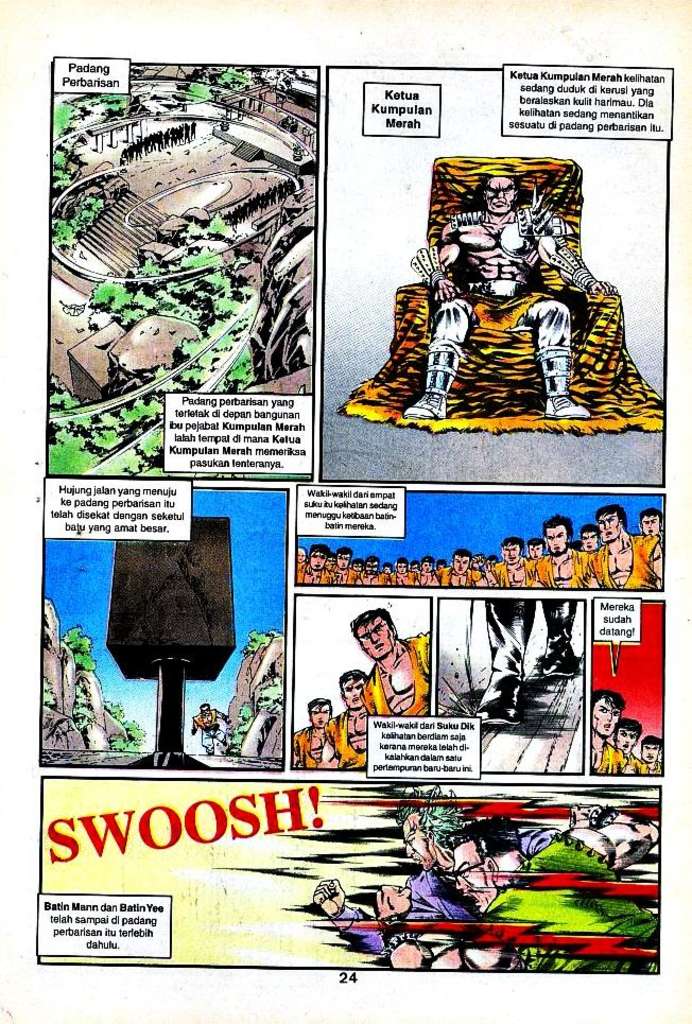 Padang
Perbarisan
Ketua
Kumpulan
Merah
Ketua Kumpulan Merah kelihatan
sedang duduk di kerusi yang
beralaskan kulit harimau. Dia
kelihatan sedang menantikan
sesuatu di padang perbarisan itu.
Padang perbarisan yang
terletak di depan bangunan
ibu pejabat Kumpulan Merah
ialah tempat di mana Ketua
Kumpulan Merah memeriksa
pasukan tenteranya.
Hujung jalan yang menuju
ke padang perbarisan itu
telah disekat dengan seketul
batu yang amat besar.
Wakil-wakil dari empat
suku itu kelihatan sedang
menuggu ketibaan batin-
batin mereka.
Wakil-wakil dari Suku Dik
kelihatan berdiam saja
kerana mereka telah di-
kalahkan dalam satu
pertempuran baru-baru ini.
Mereka
sudah
datang!
SWOOSH!
Batin Mann dan Batin Yee
telah sampai di padang
perbarisan itu terlebih
dahulu.
24